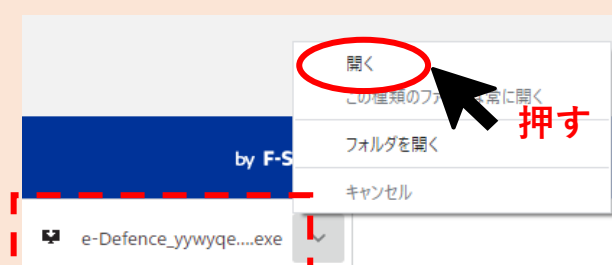 開く
この種類のファ 常に開く
押す
フォルダを開く
by F-S
キャンセル
e-Defence_yywyqe....exe